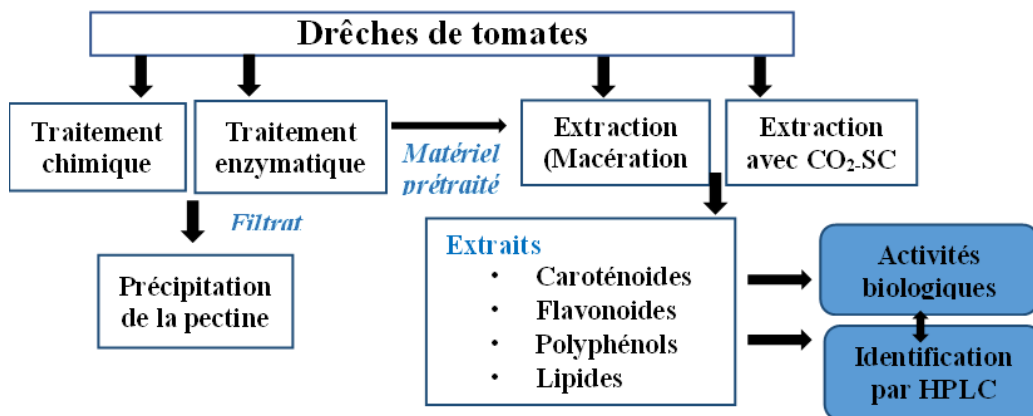 Drêches de tomates
Traitement
chimique
Traitement
enzymatique
Matériel
prétraité
Extraction
(Macération
Extraction
avec CO₂-SC
Filtrat
Précipitation
de la pectine
Extraits
• Caroténoides
• Flavonoides
• Polyphénols
• Lipides
Activités
biologiques
Identification
par HPLC